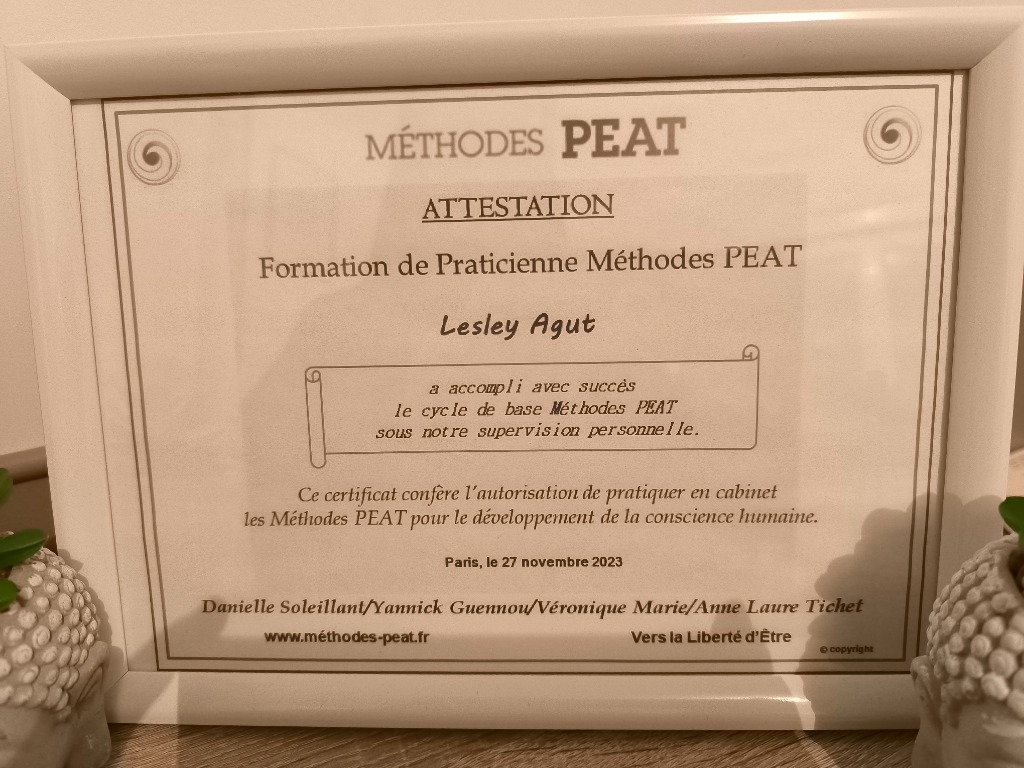 MÉTHODES PEAT
ATTESTATION
Formation de Praticienne Méthodes PEAT
Lesley Agut
a accompli avec succès
le cycle de base Méthodes PEAT
sous notre supervision personnelle.
Ce certificat confère l'autorisation de pratiquer en cabinet
les Méthodes PEAT pour le développement de la conscience humaine.
Paris, le 27 novembre 2023
Danielle Soleillant/Yannick Guennou/Véronique Marie/Anne Laure Tichet
www.méthodes-peat.fr Vers la Liberté d'Être
© copyright